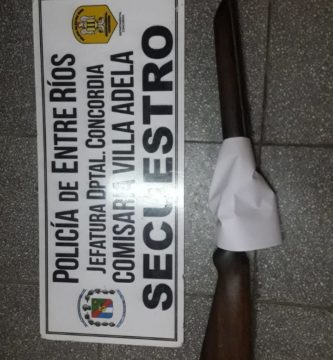 POLICÍA DE ENTRE RÍOS
JEFATURA DPTAL. CONCORDIA
COMISARIA VILLA ADELA
SECUESTRO